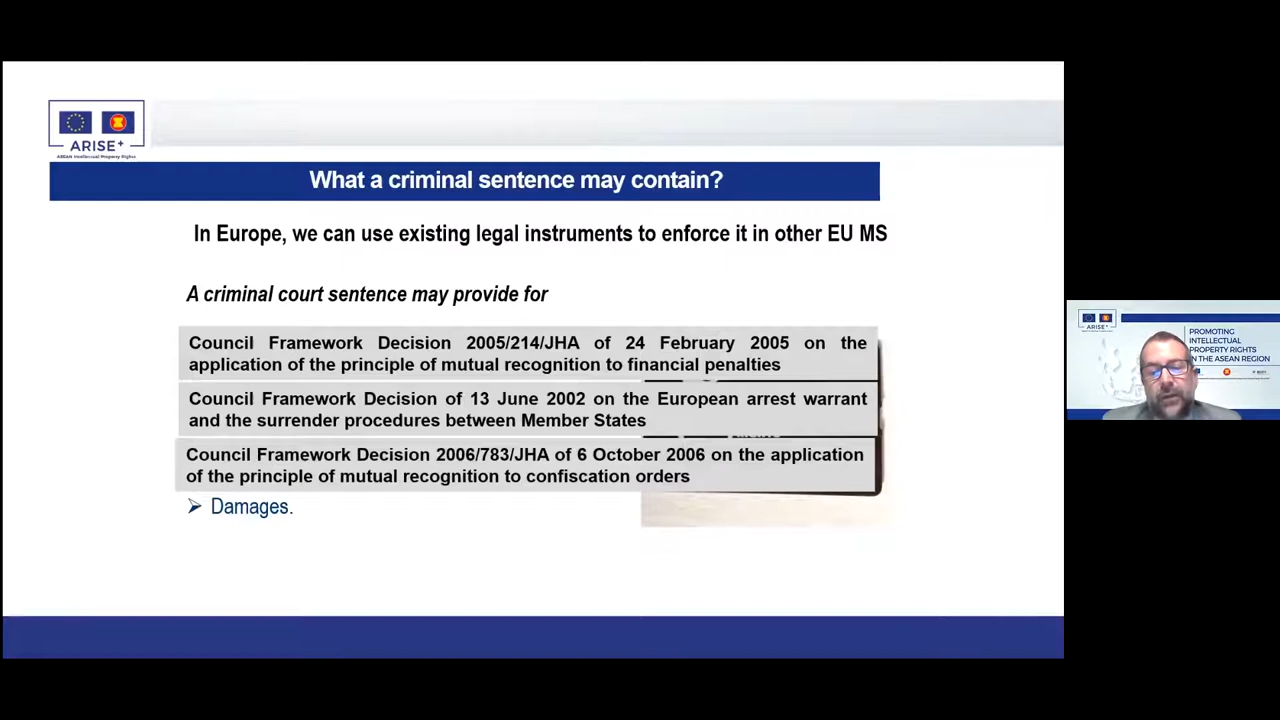 ARISE+
ASEAN Intellectual Property Rights
What a criminal sentence may contain?
In Europe, we can use existing legal instruments to enforce it in other EU MS
A criminal court sentence may provide for
Council Framework Decision 2005/214/JHA of 24 February 2005 on the
application of the principle of mutual recognition to financial penalties
Council Framework Decision of 13 June 2002 on the European arrest warrant
and the surrender procedures between Member States
Council Framework Decision 2006/783/JHA of 6 October 2006 on the application
of the principle of mutual recognition to confiscation orders
➢ Damages.
ARISE+
PROMOTING
INTELLECTUAL
PROPERTY RIGHTS
IN THE ASEAN REGION